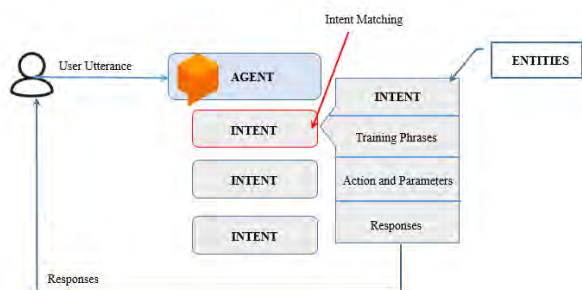 Intent Matching
User Utterance
AGENT
ENTITIES
INTENT
INTENT
Training Phrases
INTENT
Action and Parameters
INTENT
Responses
Responses